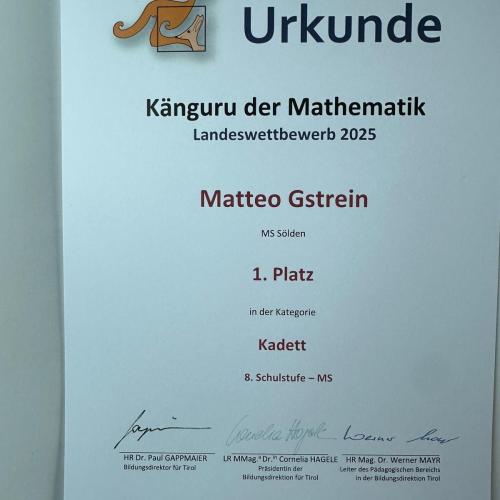 Urkunde
Känguru der Mathematik
Landeswettbewerb 2025
Matteo Gstrein
MS Sölden
1. Platz
in der Kategorie
Kadett
8. Schulstufe – MS
HR Dr. Paul GAPPMAIER
Bildungsdirektor für Tirol
LR MMag.ª Dr.in Cornelia HAGELE
Präsidentin der
Bildungsdirektion für Tirol
HR Mag. Dr. Werner MAYR
Leiter des Pädagogischen Bereichs
in der Bildungsdirektion Tirol